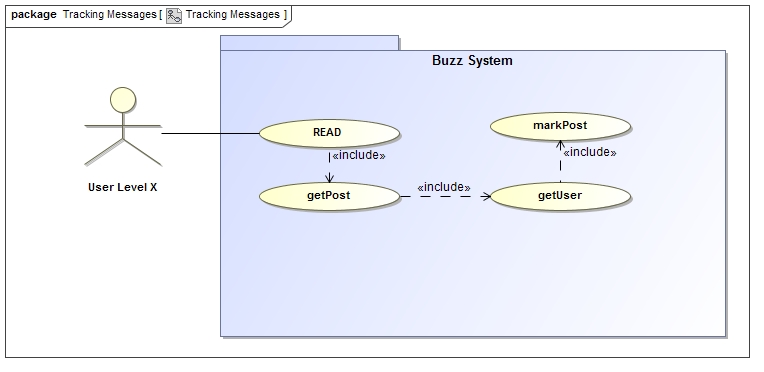 package Tracking Messages [ Tracking Messages ]
Buzz System
READ
markPost
«include»
«include»
getPost
«include»
getUser
User Level X